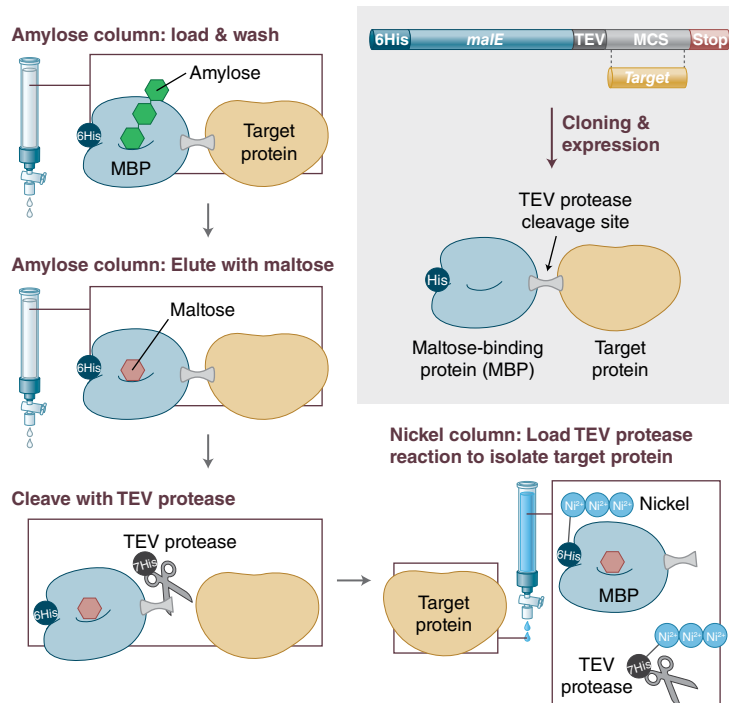 Amylose column: load & wash
Amylose
6His
MBP
Target
protein
Amylose column: Elute with maltose
Maltose
6His
Cleave with TEV protease
TEV protease
7His
6His
6His malE TEV MCS Stop
Target
Cloning &
expression
TEV protease
cleavage site
His
Maltose-binding
protein (MBP)
Target
protein
Nickel column: Load TEV protease
reaction to isolate target protein
Ni2+ Ni2+ Ni2+ Nickel
6His
MBP
Target
protein
Ni2+ Ni2+ Ni2+
7His
TEV
protease